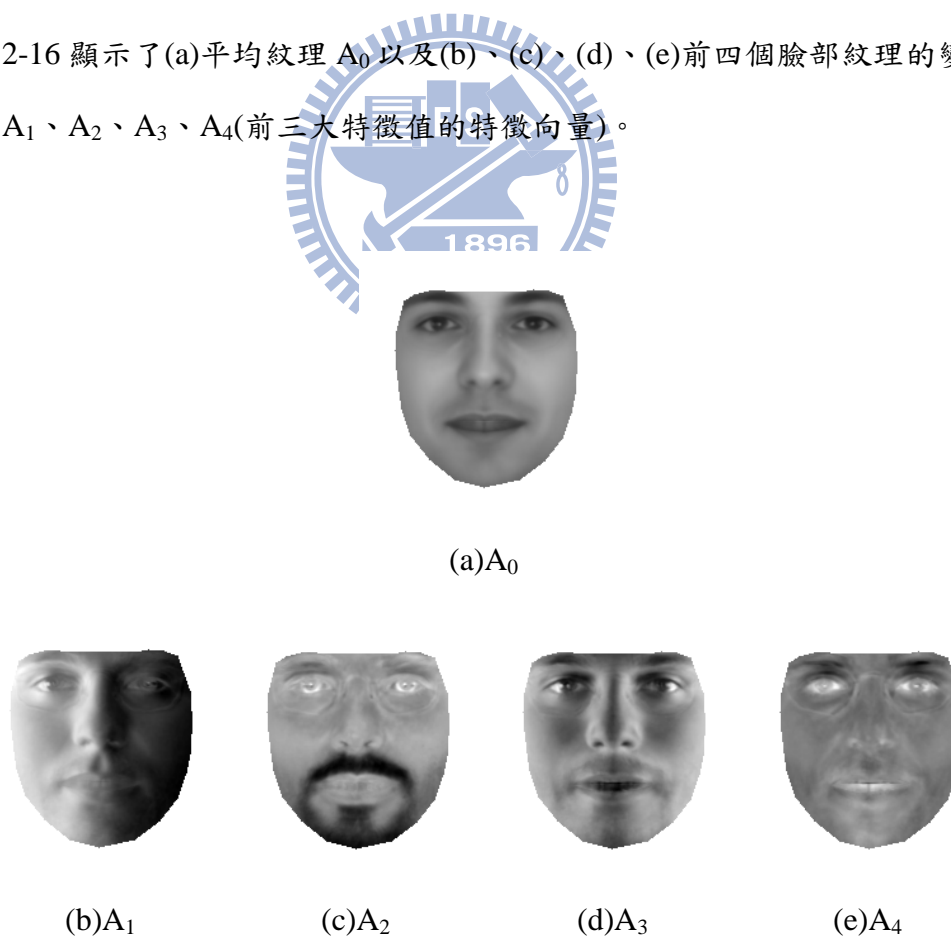 2-16 顯示了(a)平均紋理 A₀ 以及(b)、(c)、(d)、(e)前四個臉部紋理的
A₁、A₂、A₃、A₄(前三大特徵值的特徵向量)。
1896
(a)A₀
(b)A₁ (c)A₂ (d)A₃ (e)A₄